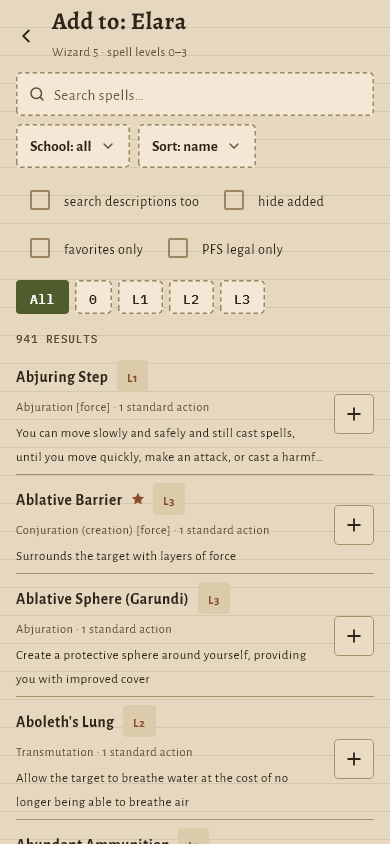 Add to: Elara
Wizard 5 · spell levels 0–3
Search spells…
School: all
Sort: name
search descriptions too
hide added
favorites only
PFS legal only
All
0
L1
L2
L3
941 RESULTS
Abjuring Step L1
Abjuration [force] · 1 standard action
You can move slowly and safely and still cast spells,
until you move quickly, make an attack, or cast a harmf…
Ablative Barrier ★ L3
Conjuration (creation) [force] · 1 standard action
Surrounds the target with layers of force
Ablative Sphere (Garundi) L3
Abjuration · 1 standard action
Create a protective sphere around yourself, providing
you with improved cover
Aboleth's Lung L2
Transmutation · 1 standard action
Allow the target to breathe water at the cost of no
longer being able to breathe air
Abundant Ammunition